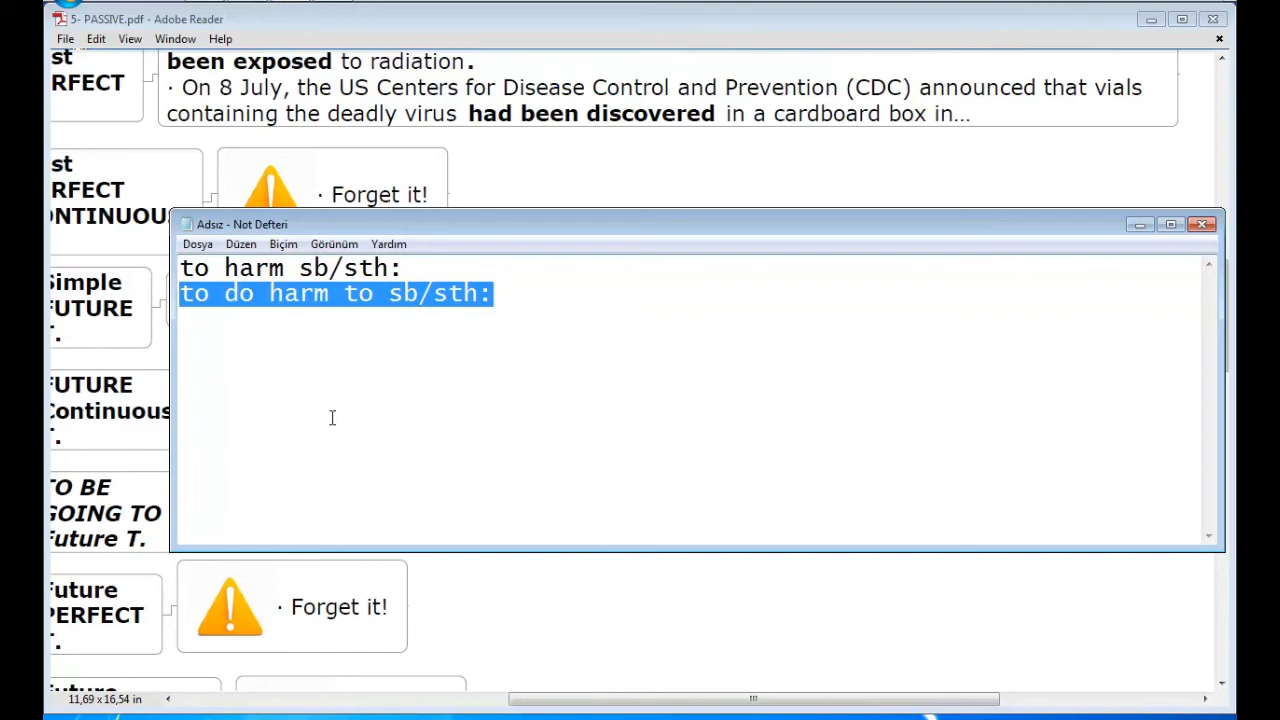 5- PASSIVE.pdf - Adobe Reader
File Edit View Window Help
st
RFECT
been exposed to radiation.
· On 8 July, the US Centers for Disease Control and Prevention (CDC) announced that vials
containing the deadly virus had been discovered in a cardboard box in...
st
RFECT
ONTINUOUS
· Forget it!
Adsız - Not Defteri
Dosya Düzen Biçim Görünüm Yardım
to harm sb/sth:
to do harm to sb/sth:
Simple
FUTURE
T.
FUTURE
Continuous
T.
TO BE
GOING TO
Future T.
Future
PERFECT
T.
· Forget it!
11,69 x 16,54 in